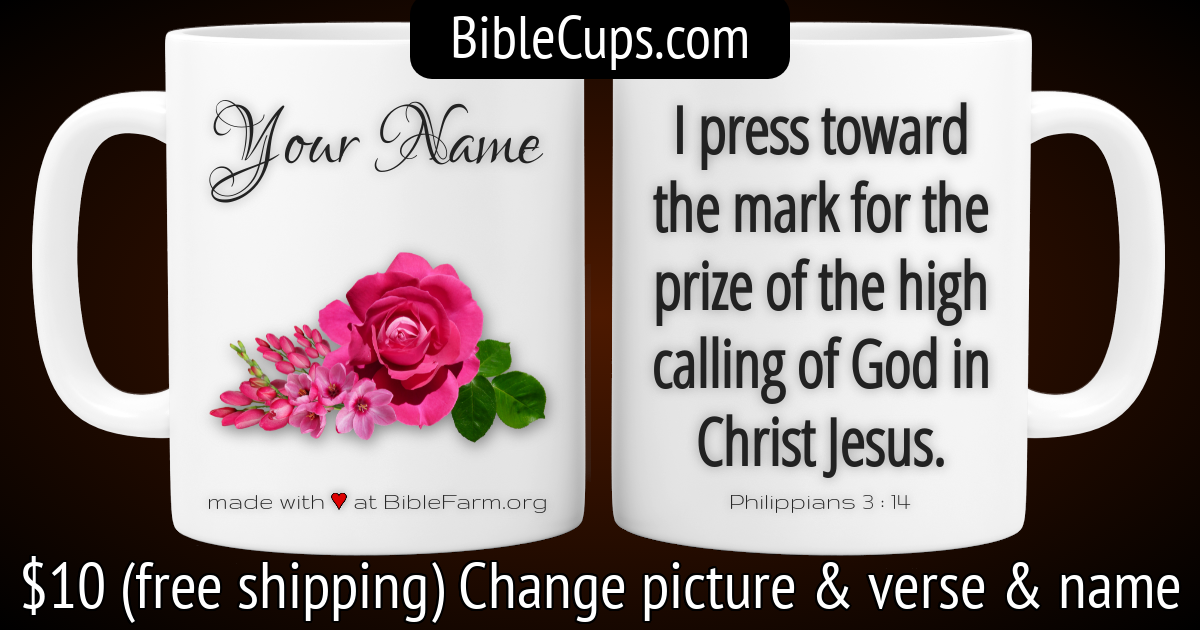 BibleCups.com
Your Name
made with ♥ at BibleFarm.org
I press toward
the mark for the
prize of the high
calling of God in
Christ Jesus.
Philippians 3 : 14
$10 (free shipping) Change picture & verse & name